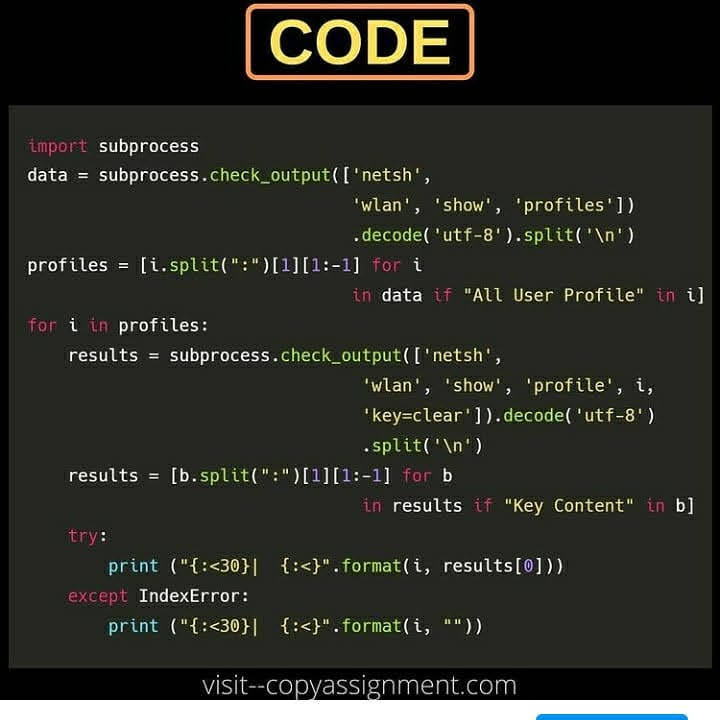 CODE
import subprocess
data = subprocess.check_output(['netsh',
'wlan', 'show', 'profiles'])
.decode('utf-8').split('\n')
profiles = [i.split(":")[1][1:-1] for i
in data if "All User Profile" in i]
for i in profiles:
results = subprocess.check_output(['netsh',
'wlan', 'show', 'profile', i,
'key=clear']).decode('utf-8')
.split('\n')
results = [b.split(":")[1][1:-1] for b
in results if "Key Content" in b]
try:
print ("{:<30}|  {:<}".format(i, results[0]))
except IndexError:
print ("{:<30}|  {:<}".format(i, ""))
visit--copyassignment.com